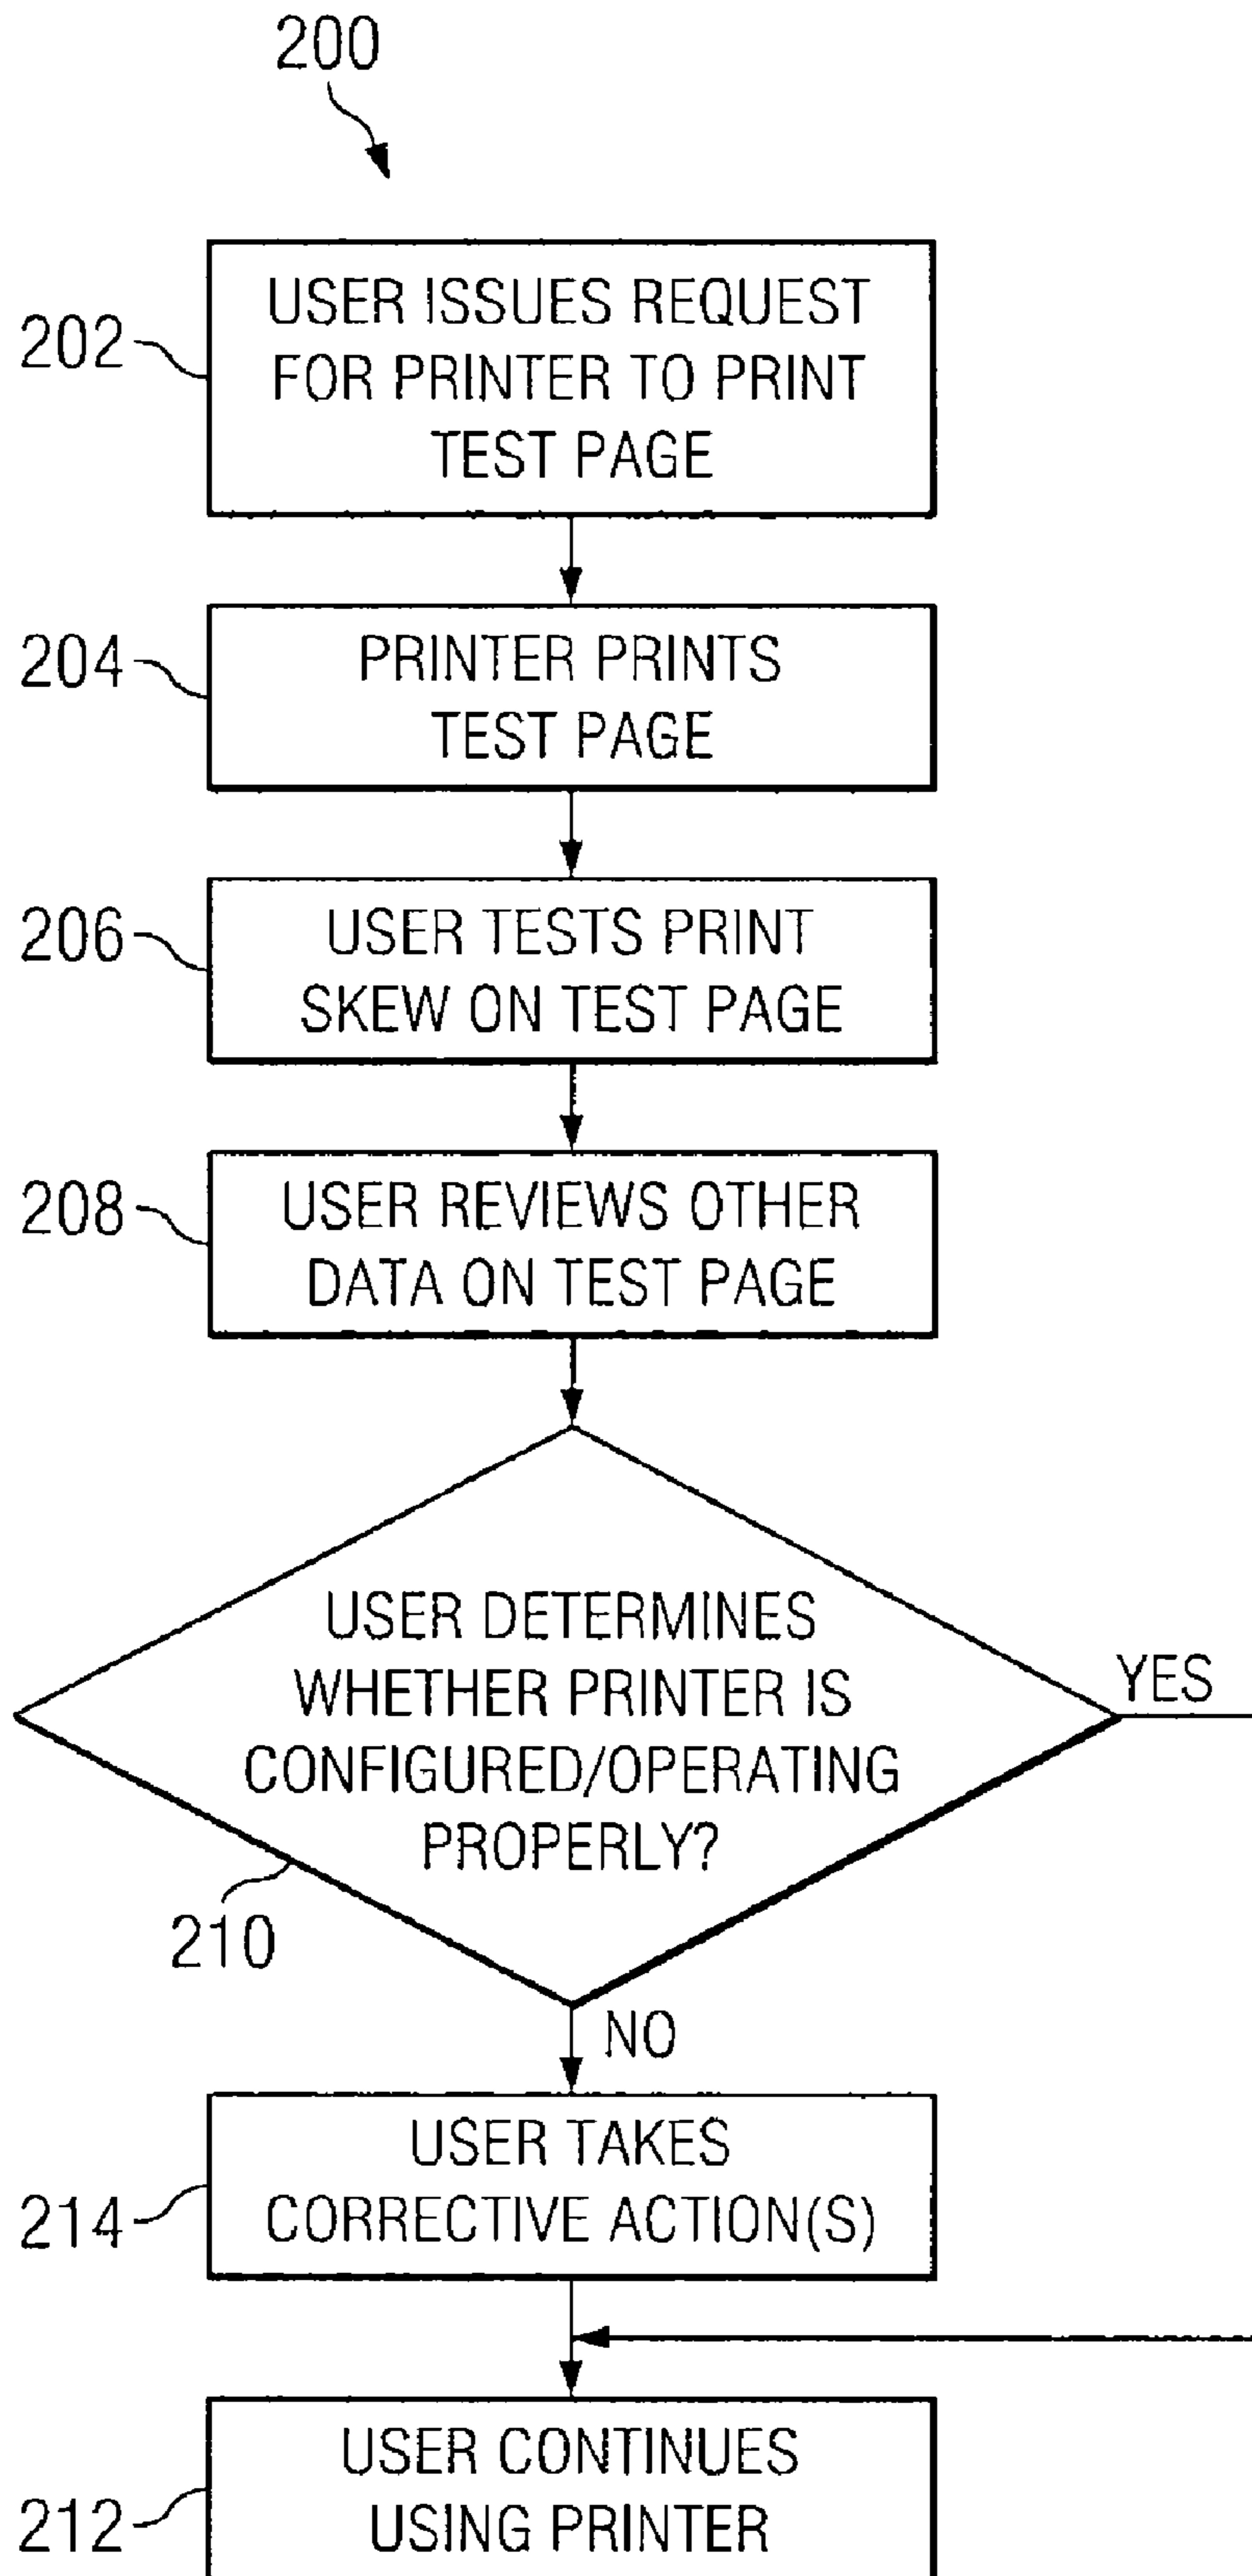 200
202
USER ISSUES REQUEST
FOR PRINTER TO PRINT
TEST PAGE
204
PRINTER PRINTS
TEST PAGE
206
USER TESTS PRINT
SKEW ON TEST PAGE
208
USER REVIEWS OTHER
DATA ON TEST PAGE
USER DETERMINES
WHETHER PRINTER IS
CONFIGURED/OPERATING
PROPERLY?
YES
210
NO
214
USER TAKES
CORRECTIVE ACTION(S)
212
USER CONTINUES
USING PRINTER